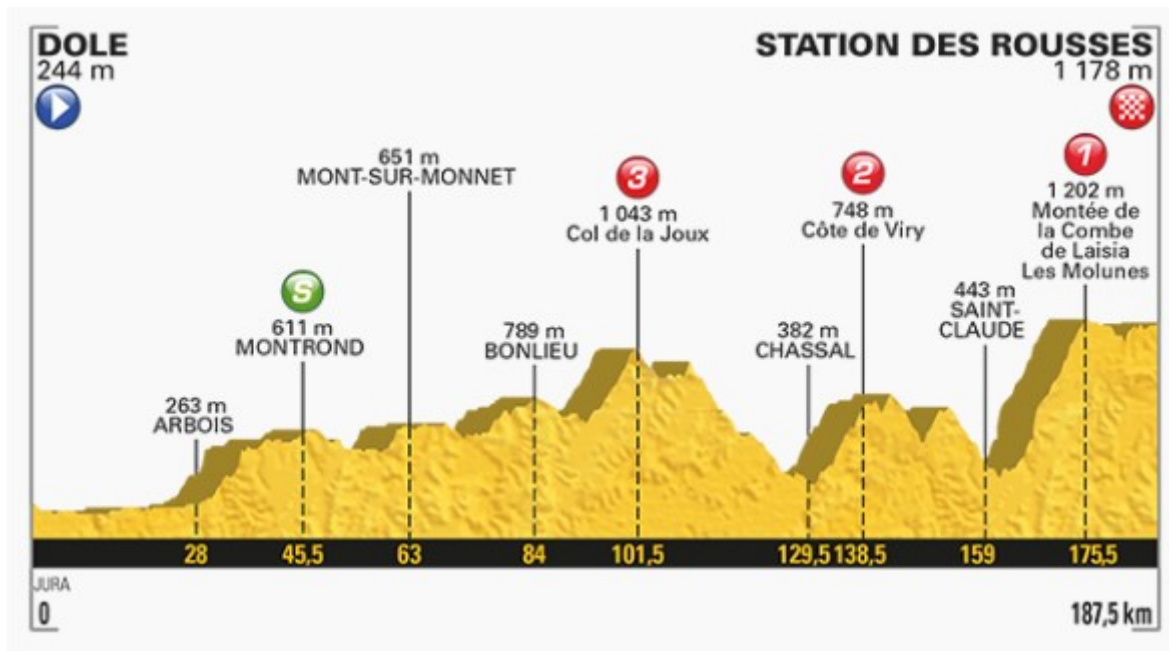 DOLE
244 m
STATION DES ROUSSES
1 178 m
651 m
MONT-SUR-MONNET
3
1 043 m
Col de la Joux
2
748 m
Côte de Viry
1
1 202 m
Montée de
la Combe
de Laisia
Les Molunes
S
611 m
MONTROND
789 m
BONLIEU
382 m
CHASSAL
443 m
SAINT-
CLAUDE
263 m
ARBOIS
28
45,5
63
84
101,5
129,5
138,5
159
175,5
JURA
0
187,5 km